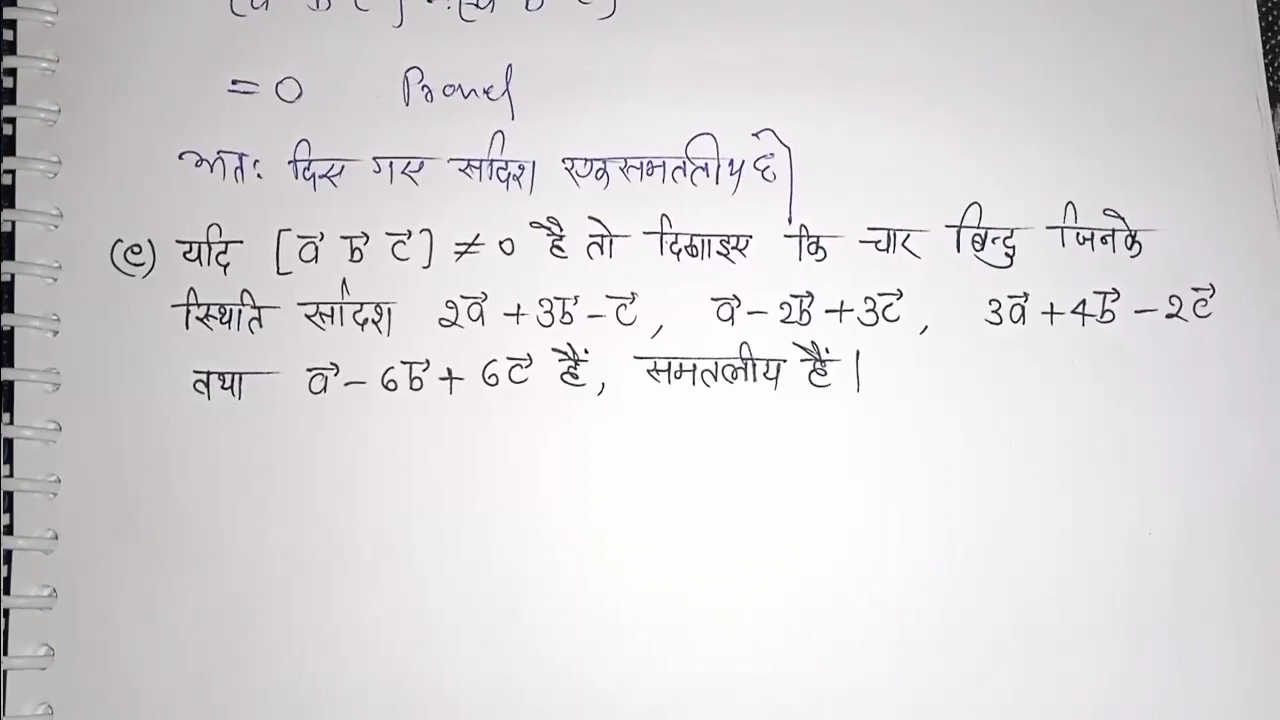 = 0 Proved
अतः दिए गए सदिश एकसमतलीय है।
(e) यदि [a⃗ b⃗ c⃗] ≠ 0 है तो दिखाइए कि चार बिन्दु जिनके
स्थिति सदिश 2a⃗ + 3b⃗ - c⃗, a⃗ - 2b⃗ + 3c⃗, 3a⃗ + 4b⃗ - 2c⃗
तथा a⃗ - 6b⃗ + 6c⃗ हैं, समतलीय हैं।